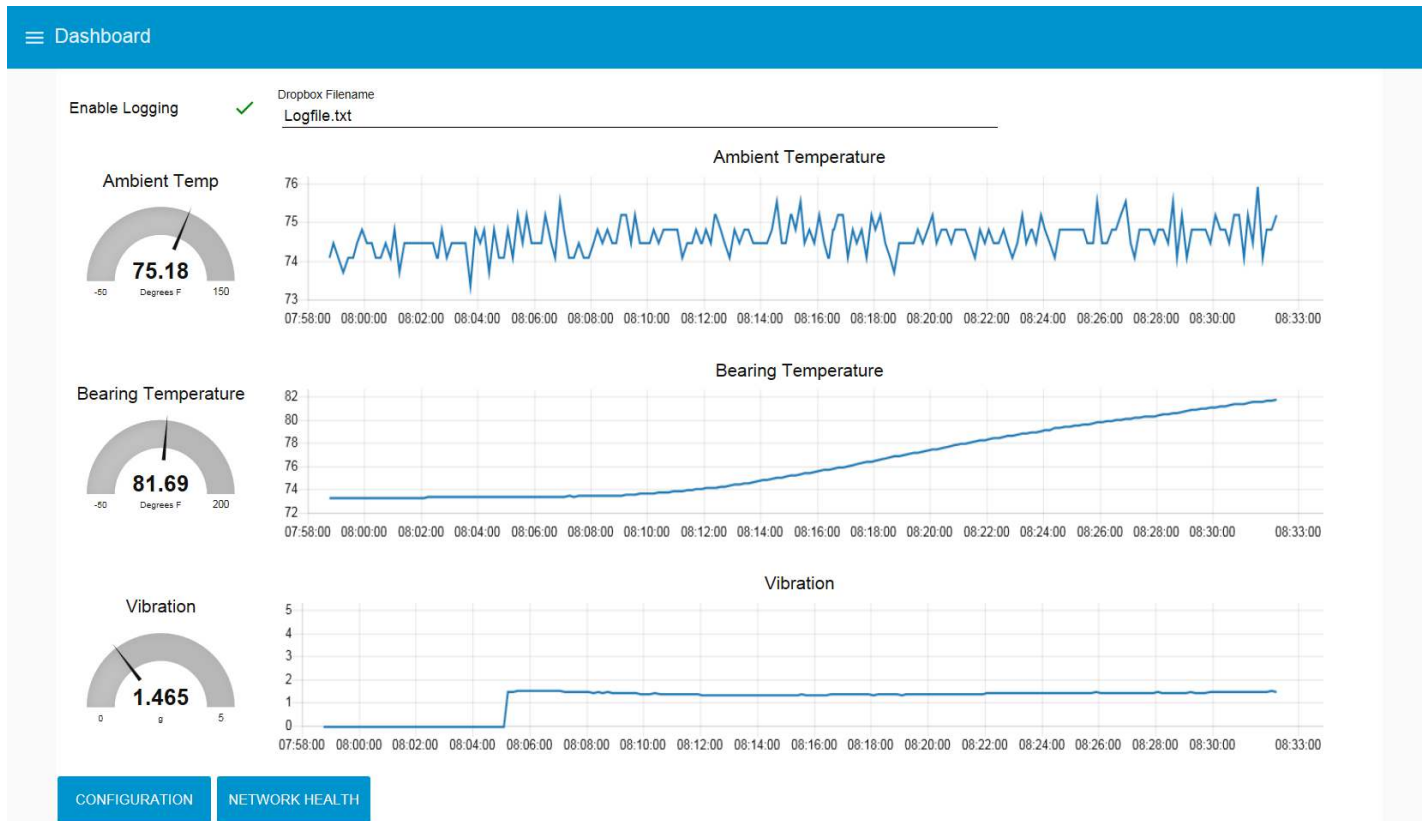 Dashboard
Enable Logging
Dropbox Filename
Logfile.txt
Ambient Temp
75.18
-50 Degrees F 150
Ambient Temperature
76
75
74
73
07:58:00 08:00:00 08:02:00 08:04:00 08:06:00 08:08:00 08:10:00 08:12:00 08:14:00 08:16:00 08:18:00 08:20:00 08:22:00 08:24:00 08:26:00 08:28:00 08:30:00 08:33:00
Bearing Temperature
81.69
-50 Degrees F 200
Bearing Temperature
82
80
78
76
74
72
07:58:00 08:00:00 08:02:00 08:04:00 08:06:00 08:08:00 08:10:00 08:12:00 08:14:00 08:16:00 08:18:00 08:20:00 08:22:00 08:24:00 08:26:00 08:28:00 08:30:00 08:33:00
Vibration
1.465
0 g 5
Vibration
5
4
3
2
1
0
07:58:00 08:00:00 08:02:00 08:04:00 08:06:00 08:08:00 08:10:00 08:12:00 08:14:00 08:16:00 08:18:00 08:20:00 08:22:00 08:24:00 08:26:00 08:28:00 08:30:00 08:33:00
CONFIGURATION
NETWORK HEALTH